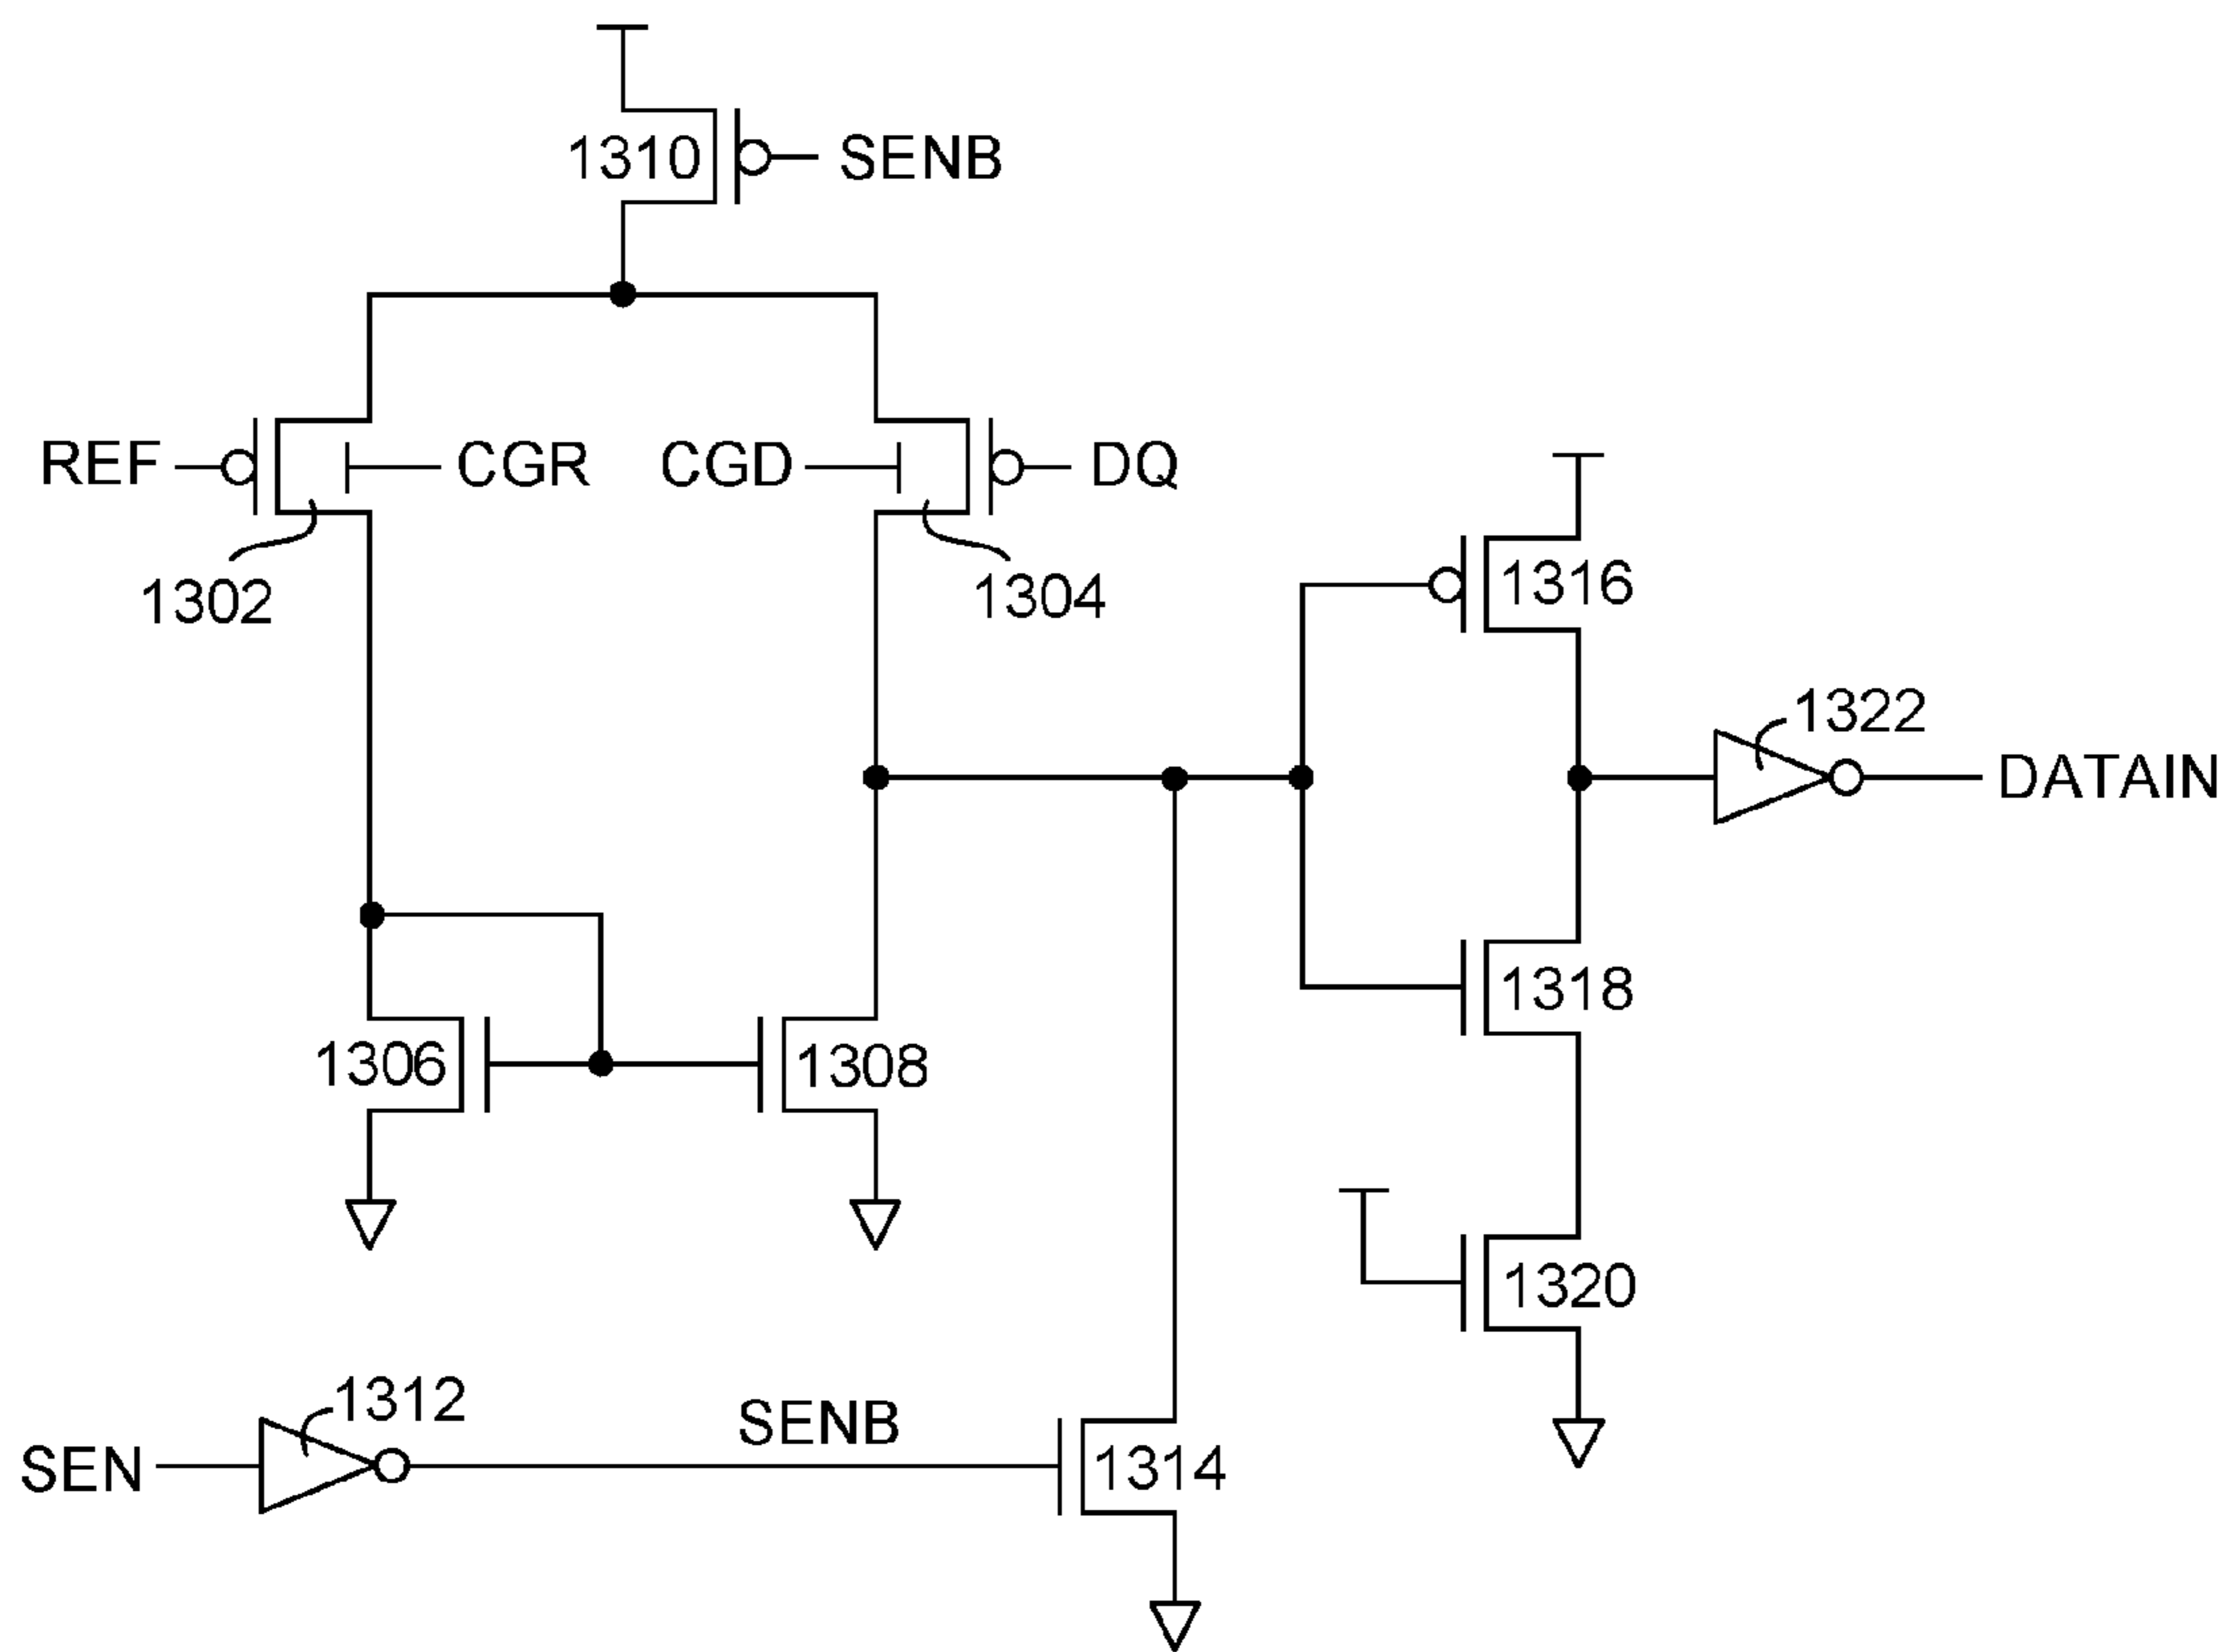 1310
SENB
REF
CGR
CGD
DQ
1302
1304
1316
1322
DATAIN
1318
1306
1308
1320
1312
SENB
SEN
1314